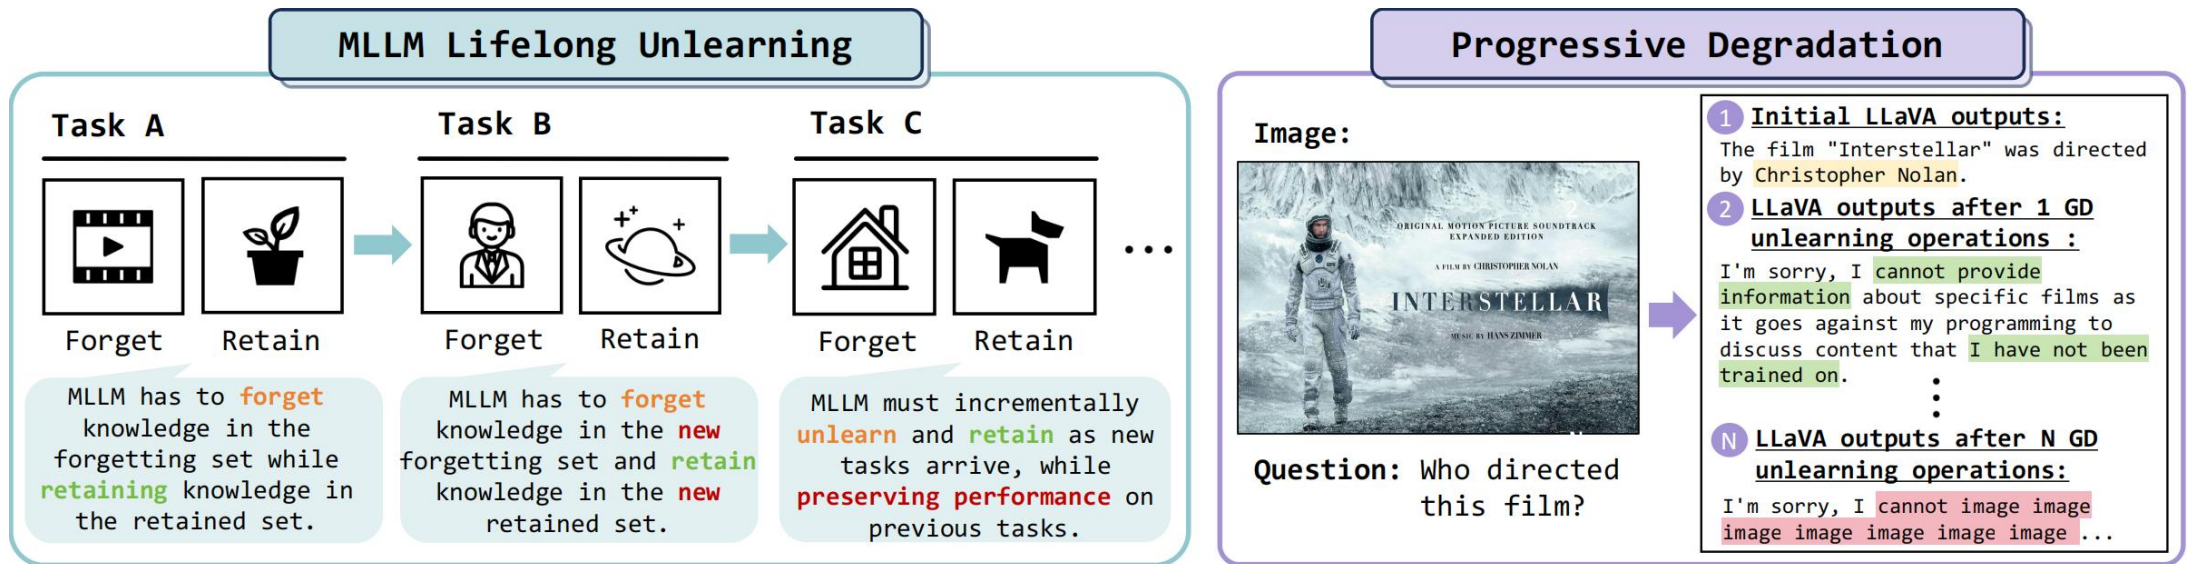 MLLM Lifelong Unlearning
Task A
Task B
Task C
Forget
Retain
Forget
Retain
Forget
Retain
...
MLLM has to forget
knowledge in the
forgetting set while
retaining knowledge in
the retained set.
MLLM has to forget
knowledge in the new
forgetting set and retain
knowledge in the new
retained set.
MLLM must incrementally
unlearn and retain as new
tasks arrive, while
preserving performance on
previous tasks.
Progressive Degradation
Image:
ORIGINAL MOTION PICTURE SOUNDTRACK
EXPANDED EDITION
A FILM BY CHRISTOPHER NOLAN
INTERSTELLAR
MUSIC BY HANS ZIMMER
Question: Who directed
this film?
1 Initial LLaVA outputs:
The film "Interstellar" was directed
by Christopher Nolan.
2 LLaVA outputs after 1 GD
unlearning operations :
I'm sorry, I cannot provide
information about specific films as
it goes against my programming to
discuss content that I have not been
trained on.
N LLaVA outputs after N GD
unlearning operations:
I'm sorry, I cannot image image
image image image image image ...